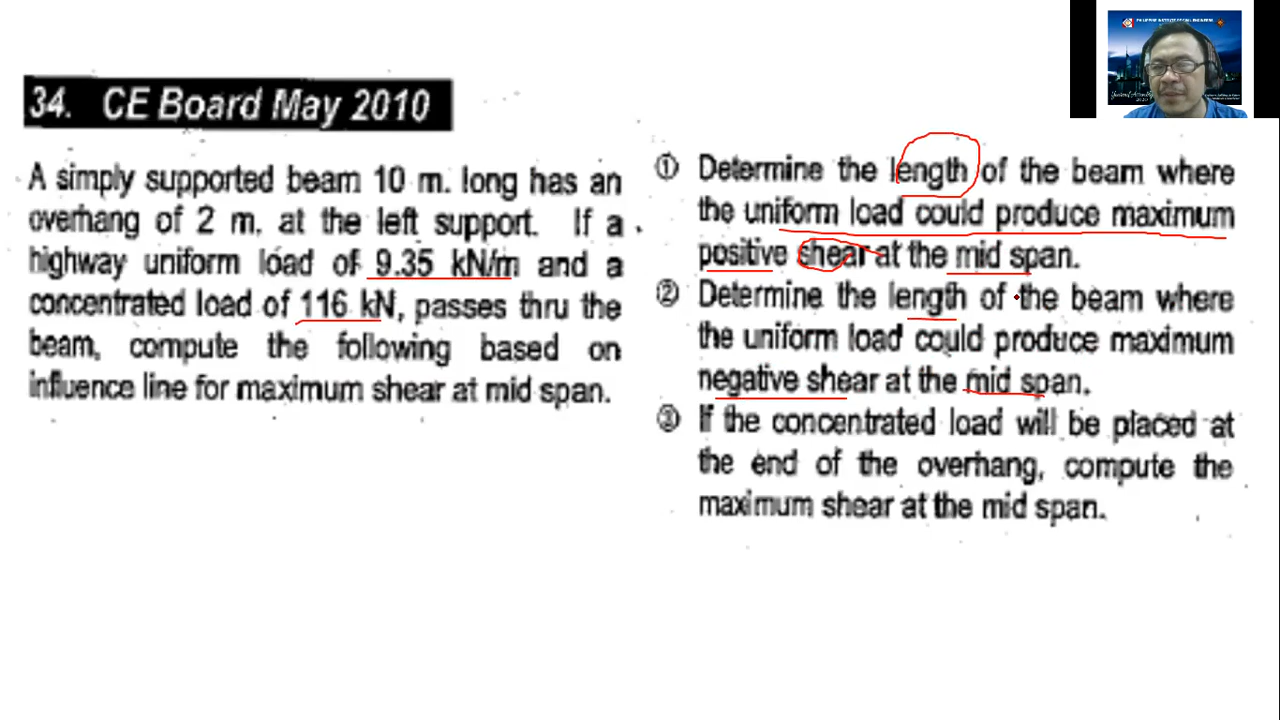 34. CE Board May 2010
A simply supported beam 10 m. long has an
overhang of 2 m. at the left support. If a
highway uniform load of 9.35 kN/m and a
concentrated load of 116 kN, passes thru the
beam, compute the following based on
influence line for maximum shear at mid span.
① Determine the length of the beam where
the uniform load could produce maximum
positive shear at the mid span.
② Determine the length of the beam where
the uniform load could produce maximum
negative shear at the mid span.
③ If the concentrated load will be placed at
the end of the overhang, compute the
maximum shear at the mid span.